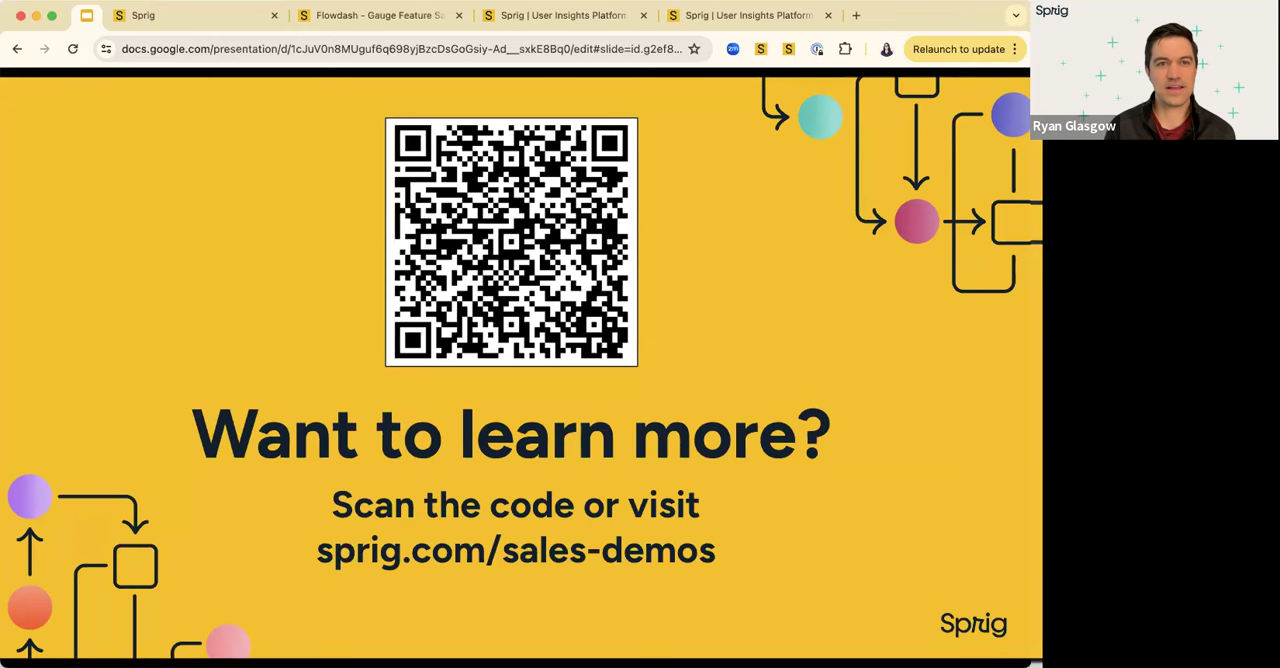 Sprig
Flowdash - Gauge Feature Sa
Sprig | User Insights Platform
Sprig | User Insights Platform
docs.google.com/presentation/d/1cJuV0n8MUguf6q698yjBzcDsGoGsiy-Ad__sxkE8Bq0/edit#slide=id.g2ef8...
zm
S
S
Relaunch to update
Sprig
Ryan Glasgow
Want to learn more?
Scan the code or visit
sprig.com/sales-demos
Sprig